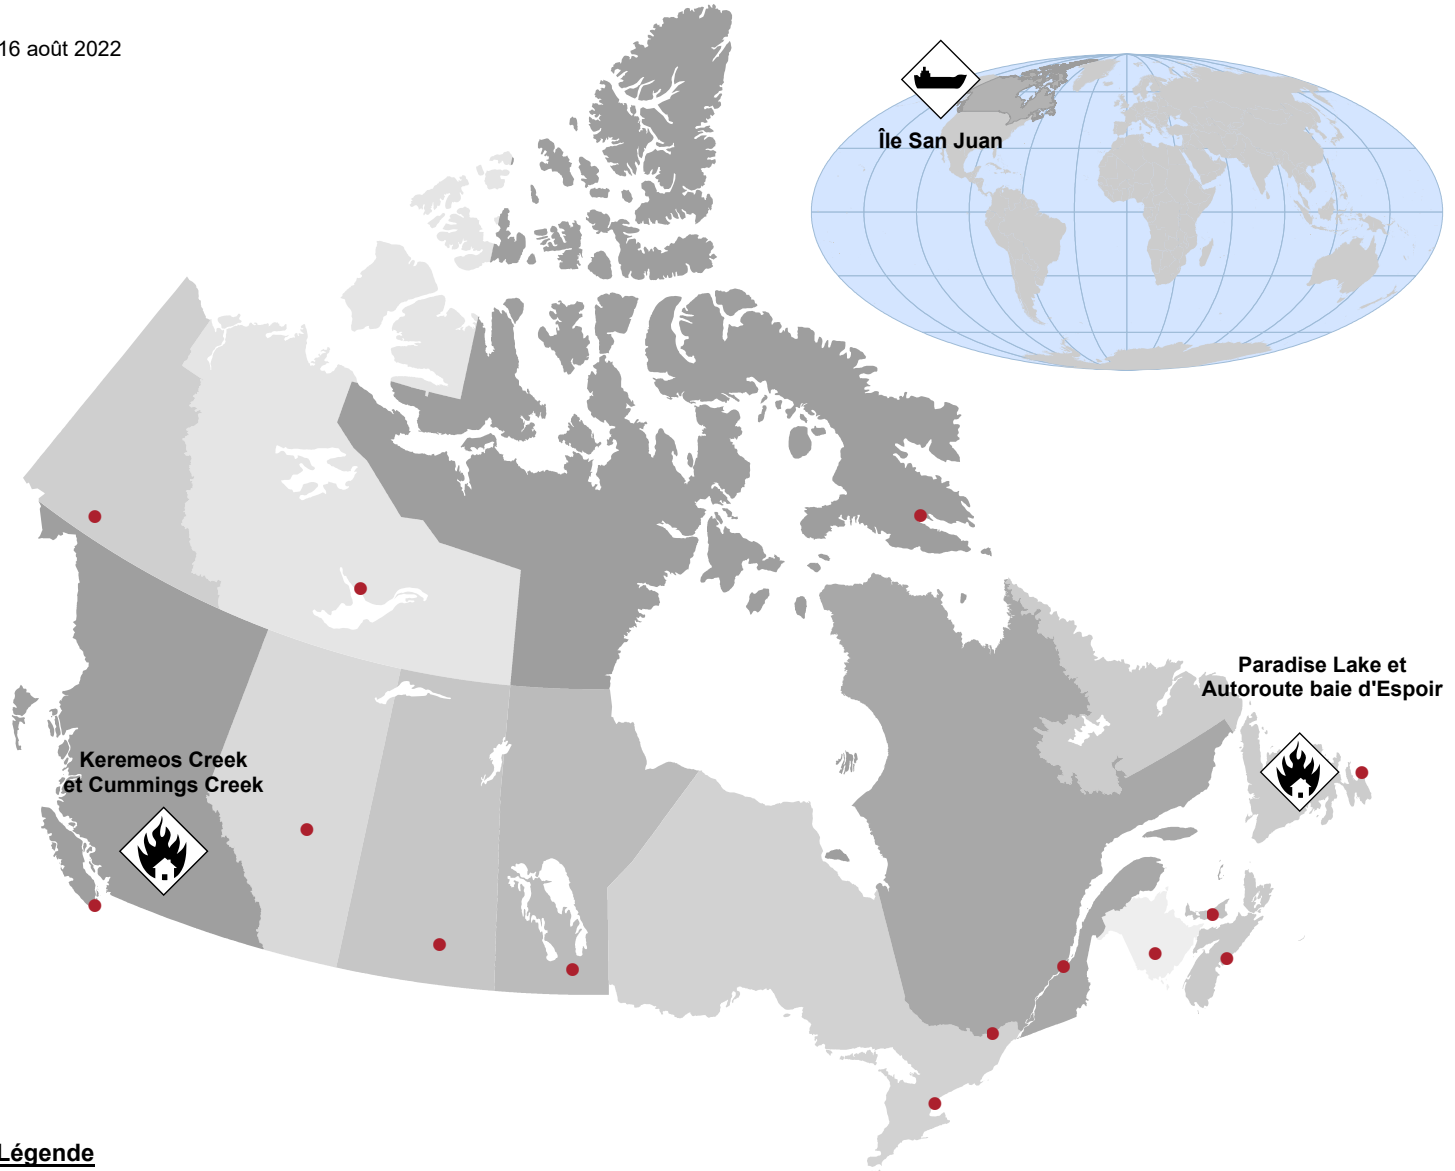 16 août 2022
Île San Juan
Paradise Lake et
Autoroute baie d'Espoir
Keremeos Creek
et Cummings Creek
Légende